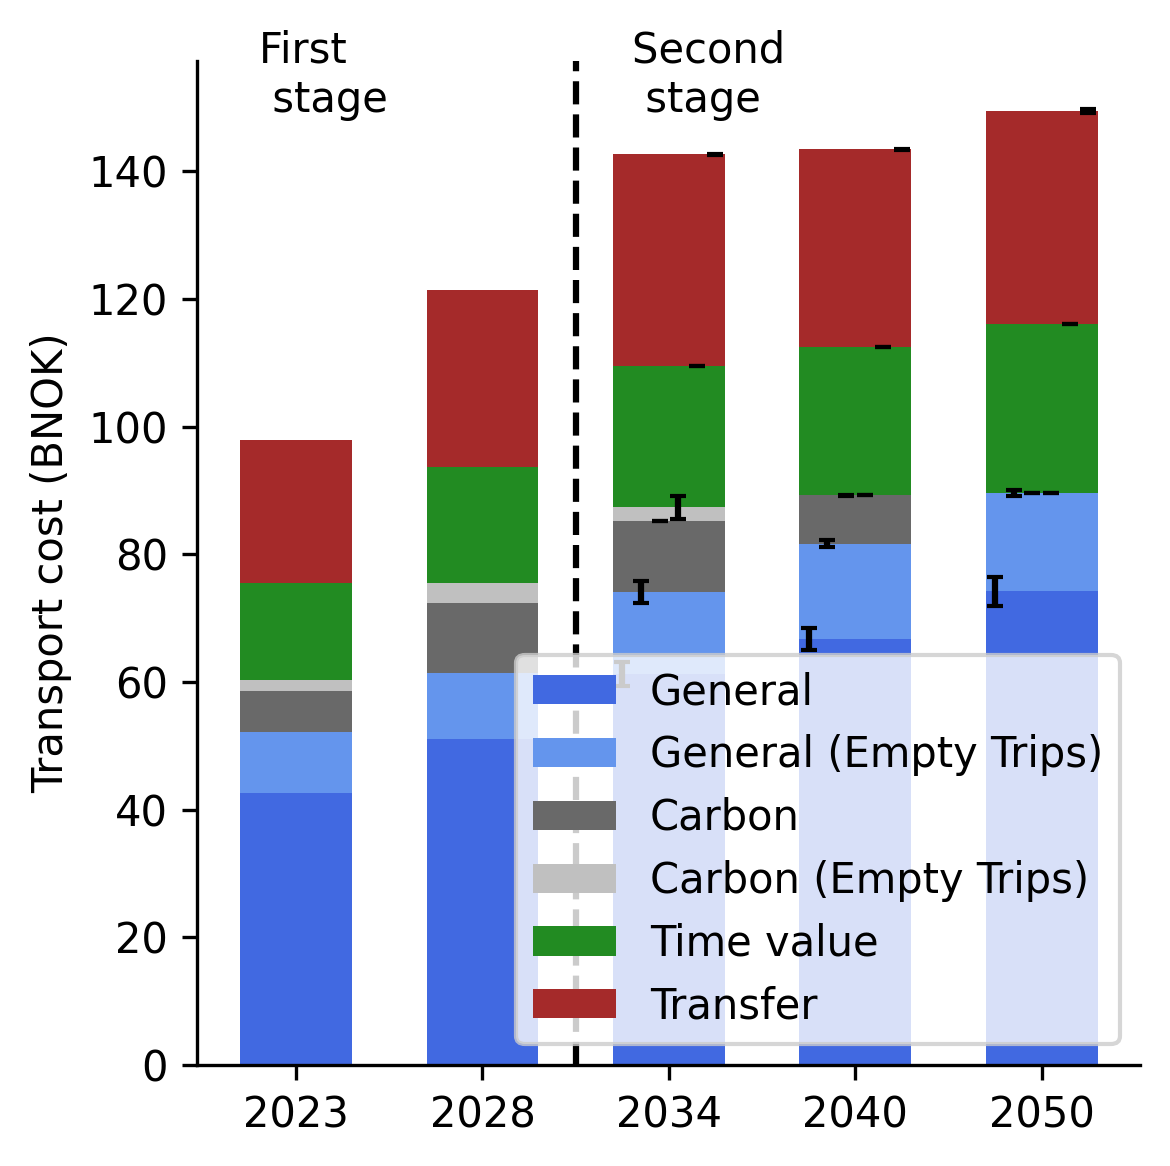 First
stage
Second
stage
Transport cost (BNOK)
140
120
100
80
60
40
20
0
General
General (Empty Trips)
Carbon
Carbon (Empty Trips)
Time value
Transfer
2023
2028
2034
2040
2050